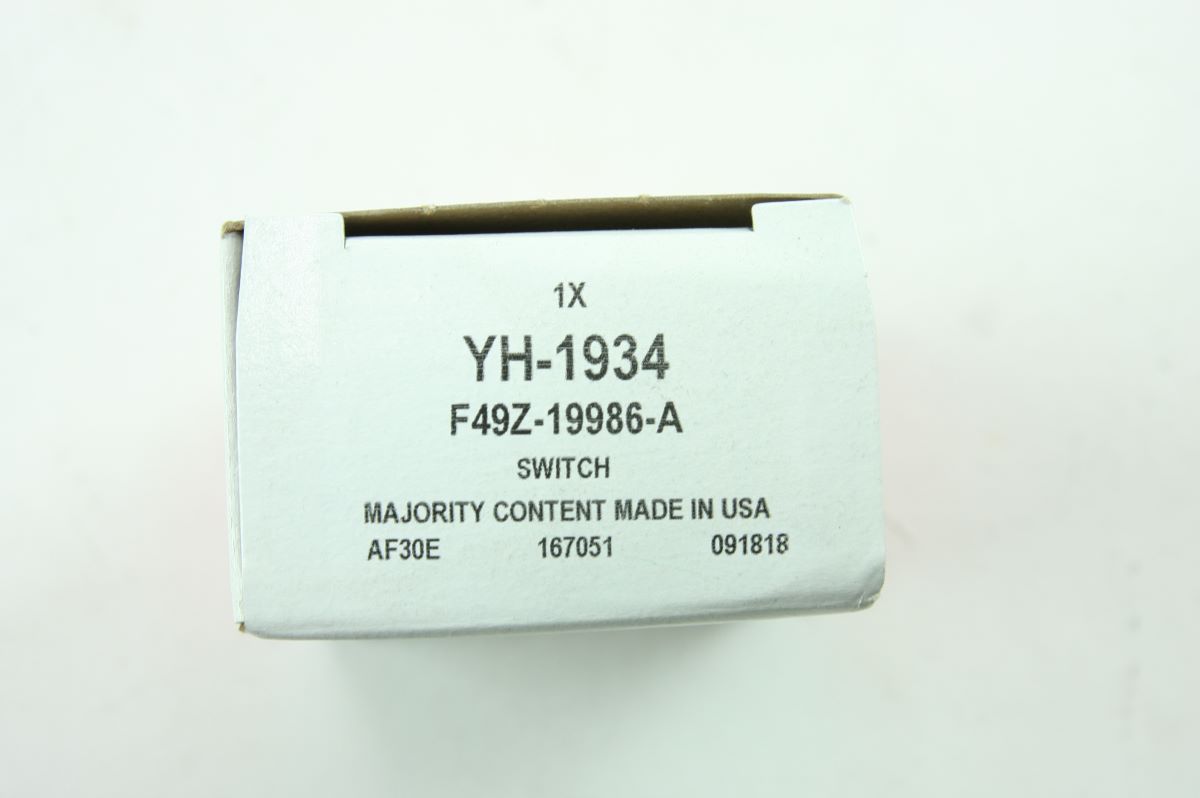 1X
YH-1934
F49Z-19986-A
SWITCH
MAJORITY CONTENT MADE IN USA
AF30E 167051 091818